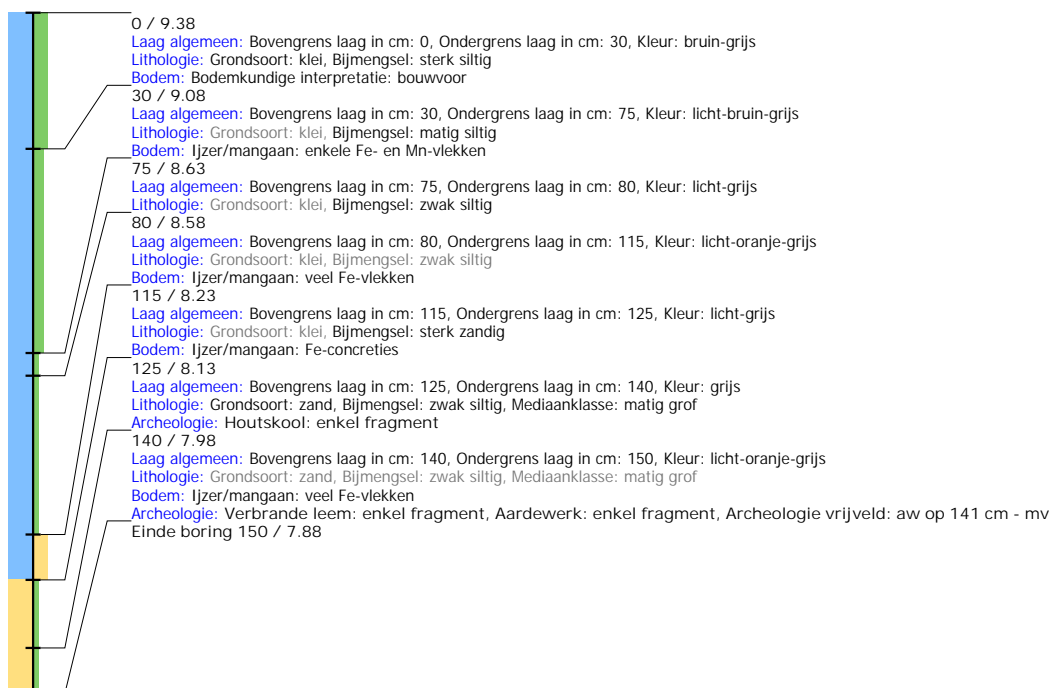 0 / 9.38
Laag algemeen: Bovengrens laag in cm: 0, Ondergrens laag in cm: 30, Kleur: bruin-grijs
Lithologie: Grondsoort: klei, Bijmengsel: sterk siltig
Bodem: Bodemkundige interpretatie: bouwvoor
30 / 9.08
Laag algemeen: Bovengrens laag in cm: 30, Ondergrens laag in cm: 75, Kleur: licht-bruin-grijs
Lithologie: Grondsoort: klei, Bijmengsel: matig siltig
Bodem: Ijzer/mangaan: enkele Fe- en Mn-vlekken
75 / 8.63
Laag algemeen: Bovengrens laag in cm: 75, Ondergrens laag in cm: 80, Kleur: licht-grijs
Lithologie: Grondsoort: klei, Bijmengsel: zwak siltig
80 / 8.58
Laag algemeen: Bovengrens laag in cm: 80, Ondergrens laag in cm: 115, Kleur: licht-oranje-grijs
Lithologie: Grondsoort: klei, Bijmengsel: zwak siltig
Bodem: Ijzer/mangaan: veel Fe-vlekken
115 / 8.23
Laag algemeen: Bovengrens laag in cm: 115, Ondergrens laag in cm: 125, Kleur: licht-grijs
Lithologie: Grondsoort: klei, Bijmengsel: sterk zandig
Bodem: Ijzer/mangaan: Fe-concreties
125 / 8.13
Laag algemeen: Bovengrens laag in cm: 125, Ondergrens laag in cm: 140, Kleur: grijs
Lithologie: Grondsoort: zand, Bijmengsel: zwak siltig, Mediaanklasse: matig grof
Archeologie: Houtskool: enkel fragment
140 / 7.98
Laag algemeen: Bovengrens laag in cm: 140, Ondergrens laag in cm: 150, Kleur: licht-oranje-grijs
Lithologie: Grondsoort: zand, Bijmengsel: zwak siltig, Mediaanklasse: matig grof
Bodem: Ijzer/mangaan: veel Fe-vlekken
Archeologie: Verbrande leem: enkel fragment, Aardewerk: enkel fragment, Archeologie vrijveld: aw op 141 cm - mv
Einde boring 150 / 7.88